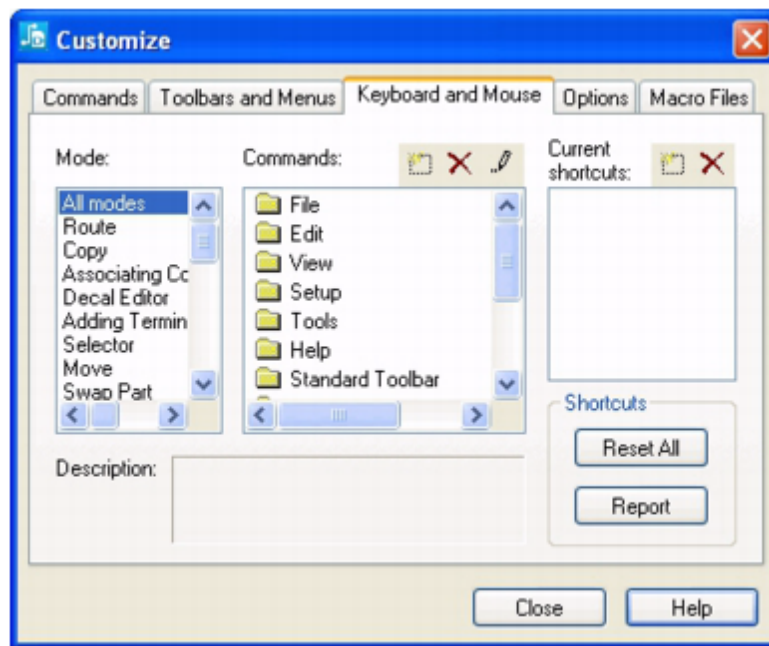 Customize
Commands
Toolbars and Menus
Keyboard and Mouse
Options
Macro Files
Mode:
All modes
Route
Copy
Associating Cc
Decal Editor
Adding Termin
Selector
Move
Swap Part
Commands:
File
Edit
View
Setup
Tools
Help
Standard Toolbar
Current
shortcuts:
Shortcuts
Reset All
Report
Description:
Close
Help